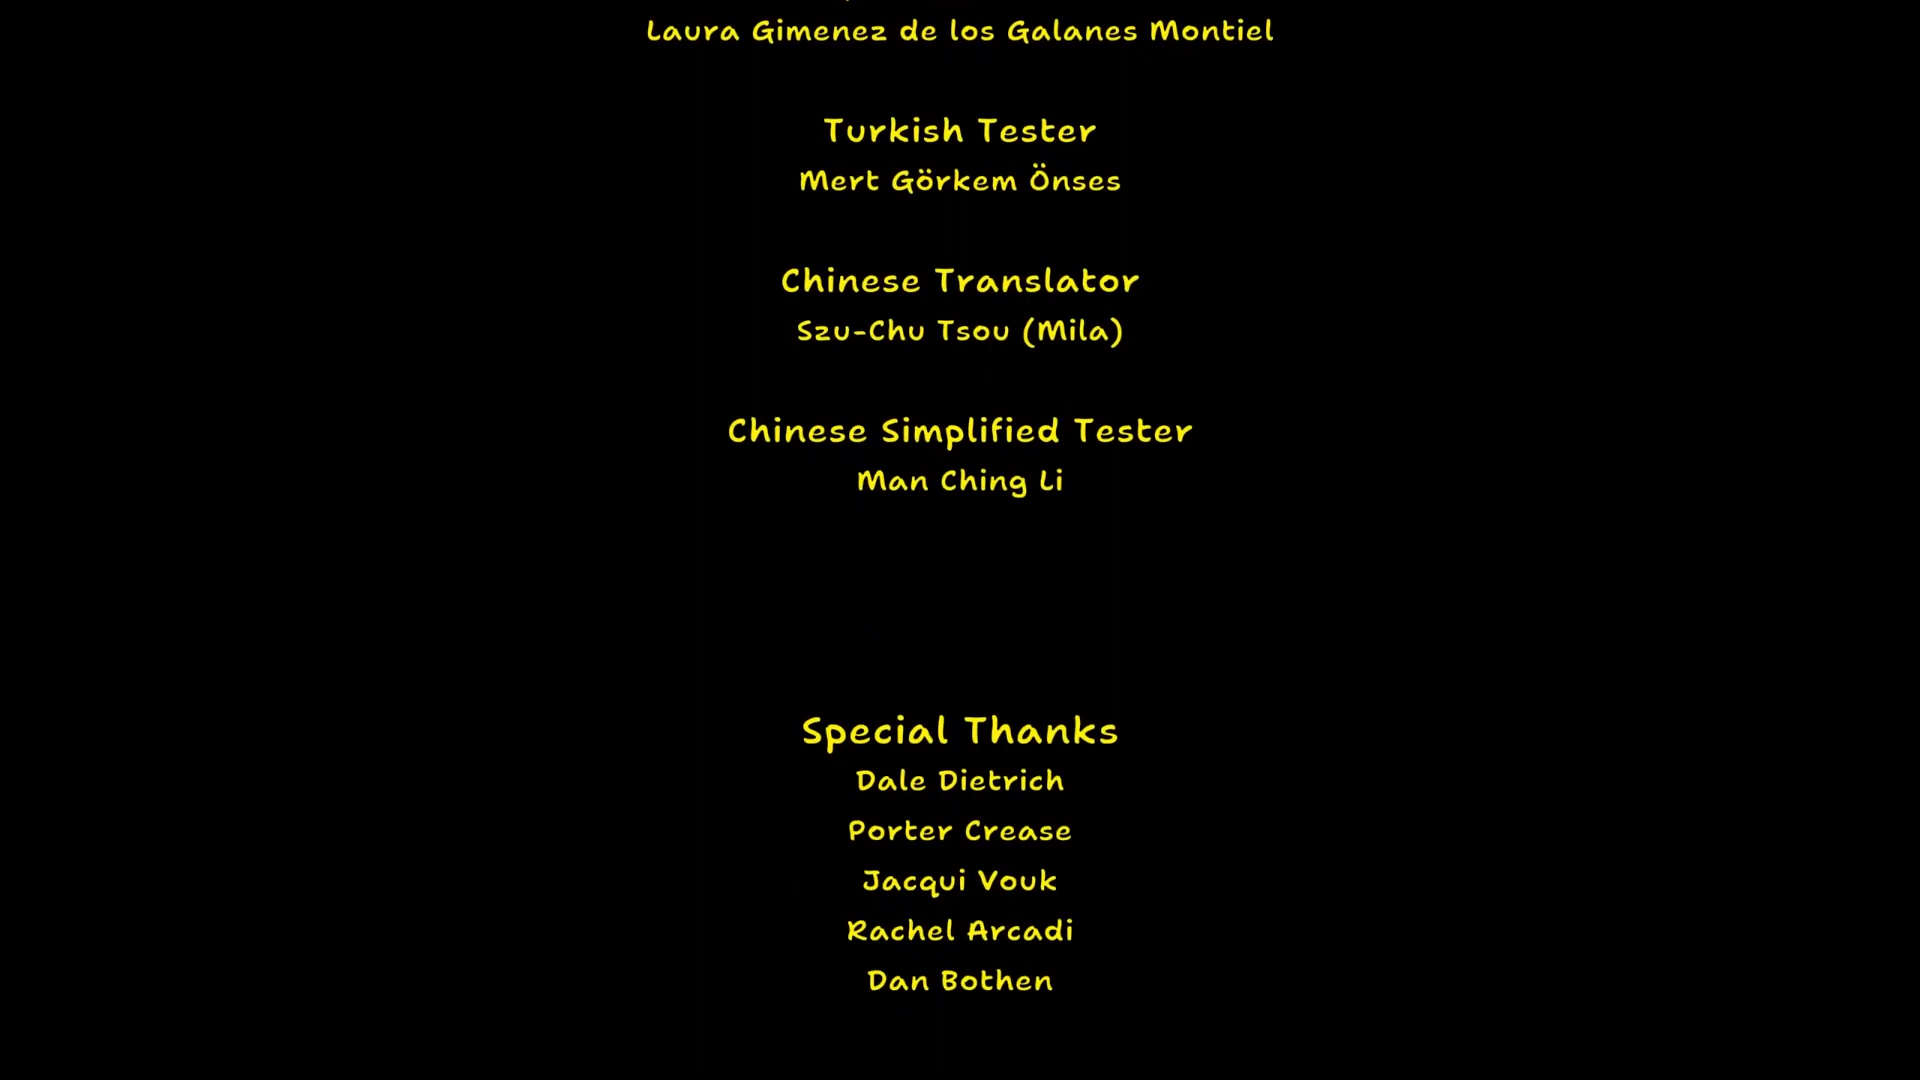 Laura Gimenez de los Galanes Montiel
Turkish Tester
Mert Görkem Önses
Chinese Translator
Szu-Chu Tsou (Mila)
Chinese Simplified Tester
Man Ching Li
Special Thanks
Dale Dietrich
Porter Crease
Jacqui Vouk
Rachel Arcadi
Dan Bothen